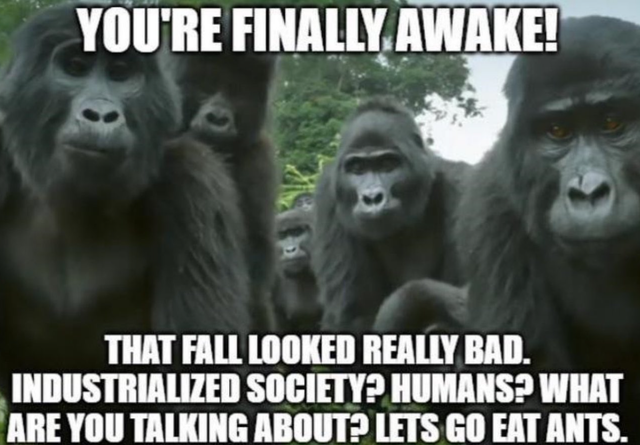 YOU'RE FINALLY AWAKE!
THAT FALL LOOKED REALLY BAD.
INDUSTRIALIZED SOCIETY? HUMANS? WHAT
ARE YOU TALKING ABOUT? LETS GO EAT ANTS.